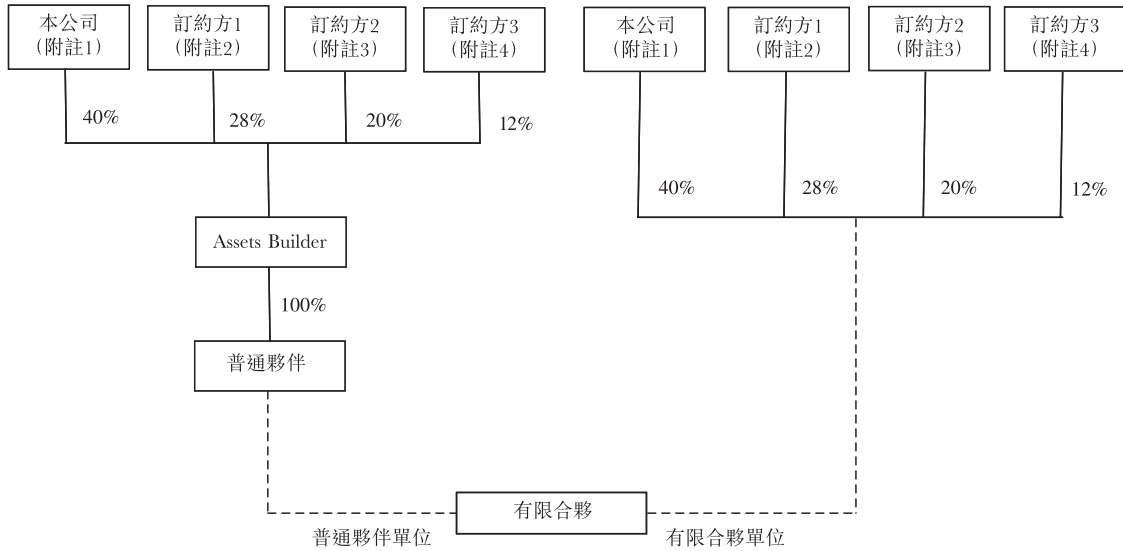 本公司
(附註1)
訂約方1
(附註2)
訂約方2
(附註3)
訂約方3
(附註4)
本公司
(附註1)
訂約方1
(附註2)
訂約方2
(附註3)
訂約方3
(附註4)
40%
28%
20%
12%
40%
28%
20%
12%
Assets Builder
100%
普通夥伴
有限合夥
普通夥伴單位
有限合夥單位